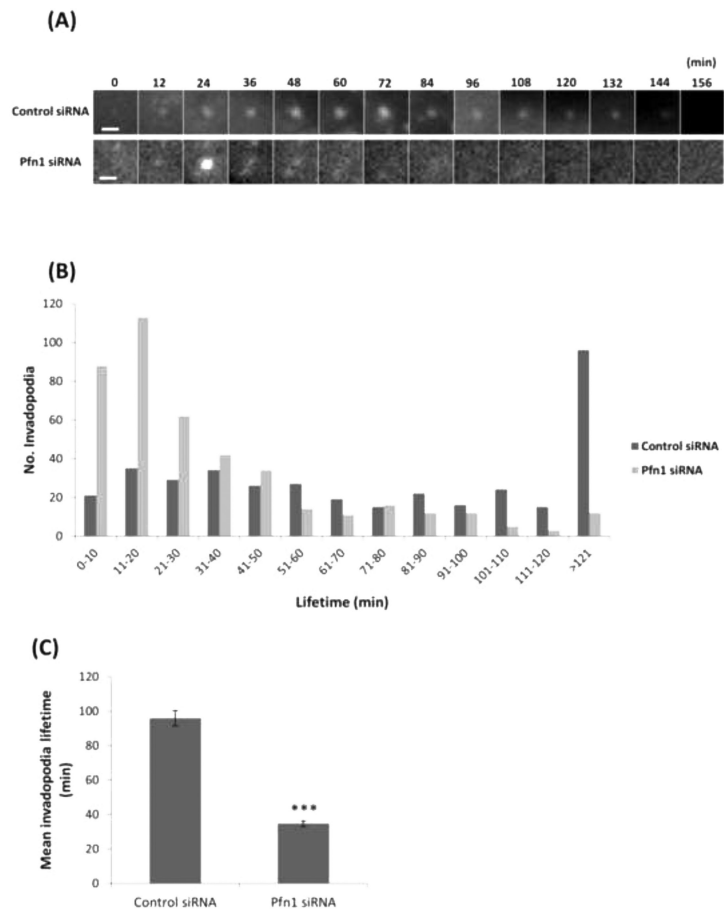 (A)
(min)
0 12 24 36 48 60 72 84 96 108 120 132 144 156
Control siRNA
Pfn1 siRNA
(B)
120
100
80
60
40
20
0
No. Invadopodia
0-10 11-20 21-30 31-40 41-50 51-60 61-70 71-80 81-90 91-100 101-110 111-120 >121
Lifetime (min)
Control siRNA
Pfn1 siRNA
(C)
120
100
80
60
40
20
0
Mean invadopodia lifetime
(min)
***
Control siRNA Pfn1 siRNA